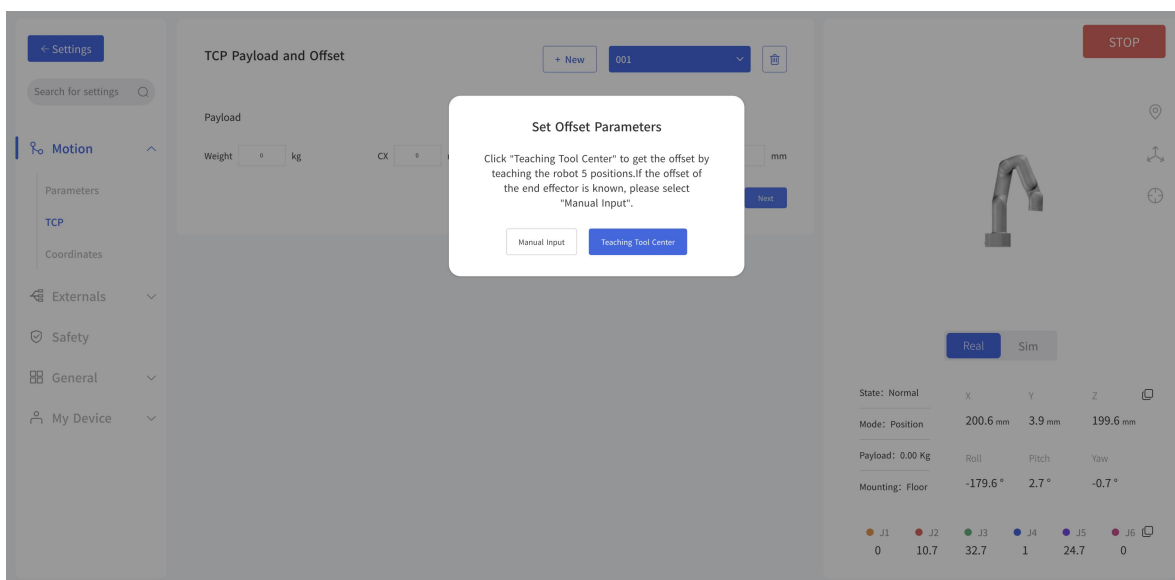 ← Settings
Search for settings
Motion
Parameters
TCP
Coordinates
Externals
Safety
General
My Device
TCP Payload and Offset
+ New
001
Payload
Weight 0 kg
CX 0
mm
Next
Set Offset Parameters
Click "Teaching Tool Center" to get the offset by
teaching the robot 5 positions.If the offset of
the end effector is known, please select
"Manual Input".
Manual Input
Teaching Tool Center
STOP
Real
Sim
State: Normal
Mode: Position
Payload: 0.00 Kg
Mounting: Floor
X Y Z
200.6 mm 3.9 mm 199.6 mm
Roll Pitch Yaw
-179.6 ° 2.7 ° -0.7 °
J1 J2 J3 J4 J5 J6
0 10.7 32.7 1 24.7 0